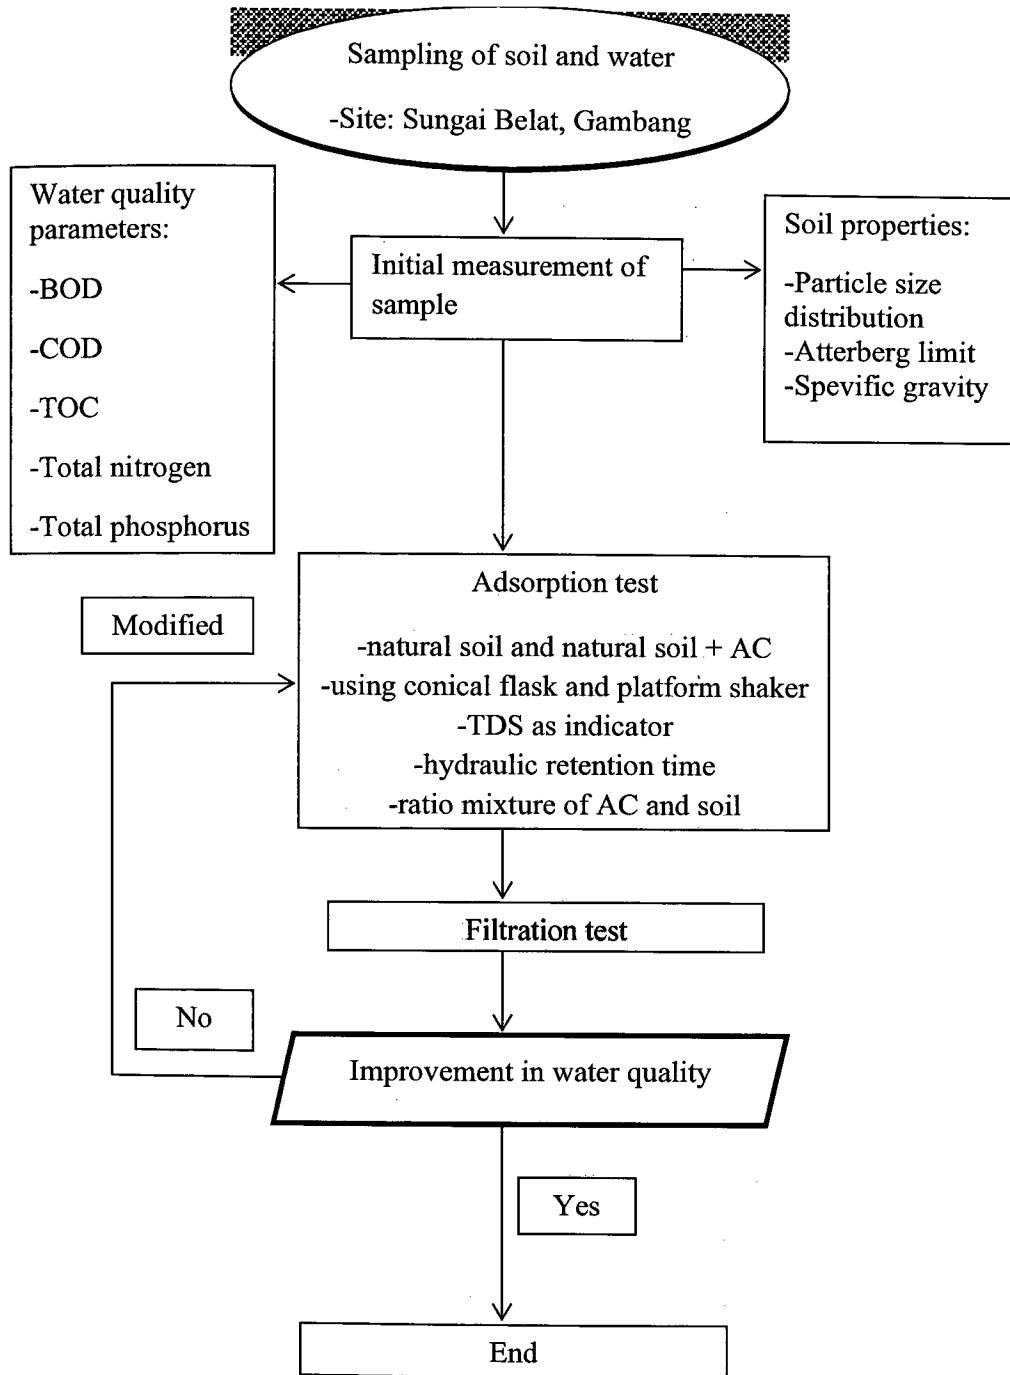 Sampling of soil and water
-Site: Sungai Belat, Gambang
Water quality
parameters:
-BOD
-COD
-TOC
-Total nitrogen
-Total phosphorus
Initial measurement of
sample
Soil properties:
-Particle size
distribution
-Atterberg limit
-Spevific gravity
Modified
Adsorption test
-natural soil and natural soil + AC
-using conical flask and platform shaker
-TDS as indicator
-hydraulic retention time
-ratio mixture of AC and soil
Filtration test
No
Improvement in water quality
Yes
End